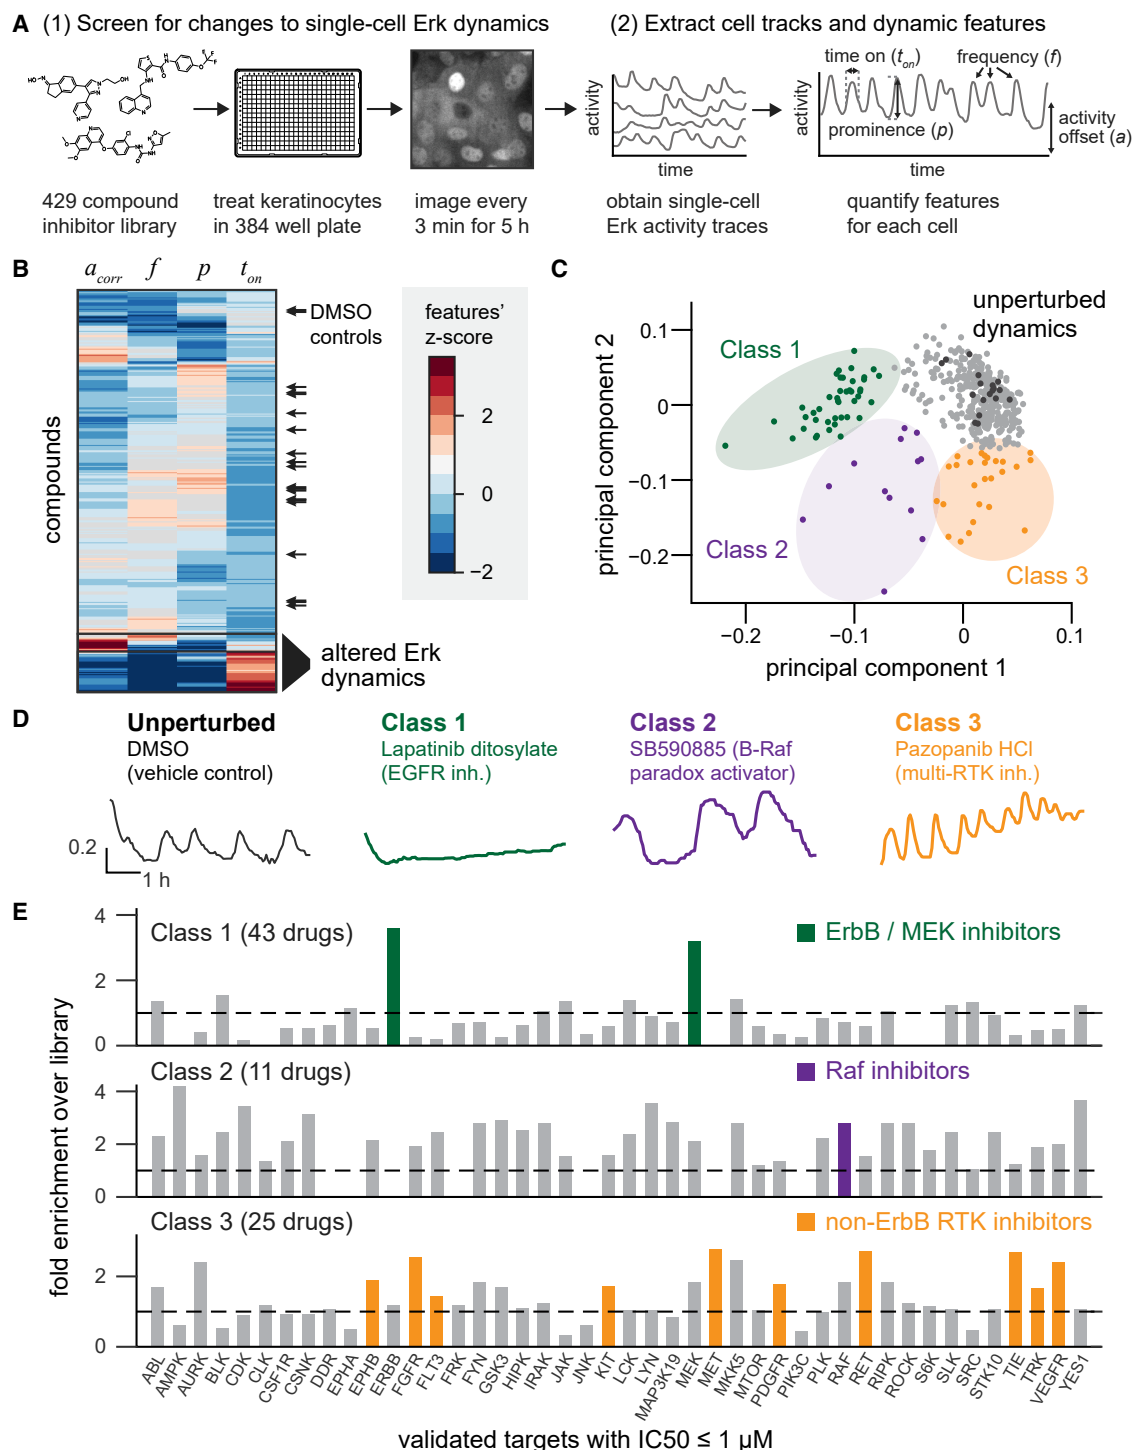 A (1) Screen for changes to single-cell Erk dynamics
(2) Extract cell tracks and dynamic features
HO
N
N
N
OH
N
S
O
N
H
NH
O
F
F
F
N
429 compound
inhibitor library
treat keratinocytes
in 384 well plate
image every
3 min for 5 h
activity
time
obtain single-cell
Erk activity traces
time on (t_on)
frequency (f)
activity
prominence (p)
activity
offset (a)
time
quantify features
for each cell
B
a_corr f p t_on
compounds
DMSO
controls
altered Erk
dynamics
features'
z-score
2
0
−2
C
unperturbed
dynamics
Class 1
Class 2
Class 3
principal component 2
0.1
0
−0.1
−0.2
−0.2 −0.1 0 0.1
principal component 1
D
Unperturbed
DMSO
(vehicle control)
0.2
1 h
Class 1
Lapatinib ditosylate
(EGFR inh.)
Class 2
SB590885 (B-Raf
paradox activator)
Class 3
Pazopanib HCl
(multi-RTK inh.)
E
fold enrichment over library
4
2
0
Class 1 (43 drugs)
ErbB / MEK inhibitors
4
2
0
Class 2 (11 drugs)
Raf inhibitors
2
0
Class 3 (25 drugs)
non-ErbB RTK inhibitors
ABL
AMPK
AURK
BLK
CDK
CLK
CSF1R
CSNK
DDR
EPHA
EPHB
ERBB
FGFR
FLT3
FRK
FYN
GSK3
HIPK
IRAK
JAK
JNK
KIT
LCK
LYN
MAP3K19
MEK
MET
MKK5
MTOR
PDGFR
PIK3C
PLK
RAF
RET
RIPK
ROCK
S6K
SLK
SRC
STK10
TIE
TRK
VEGFR
YES1
validated targets with IC50 ≤ 1 μM